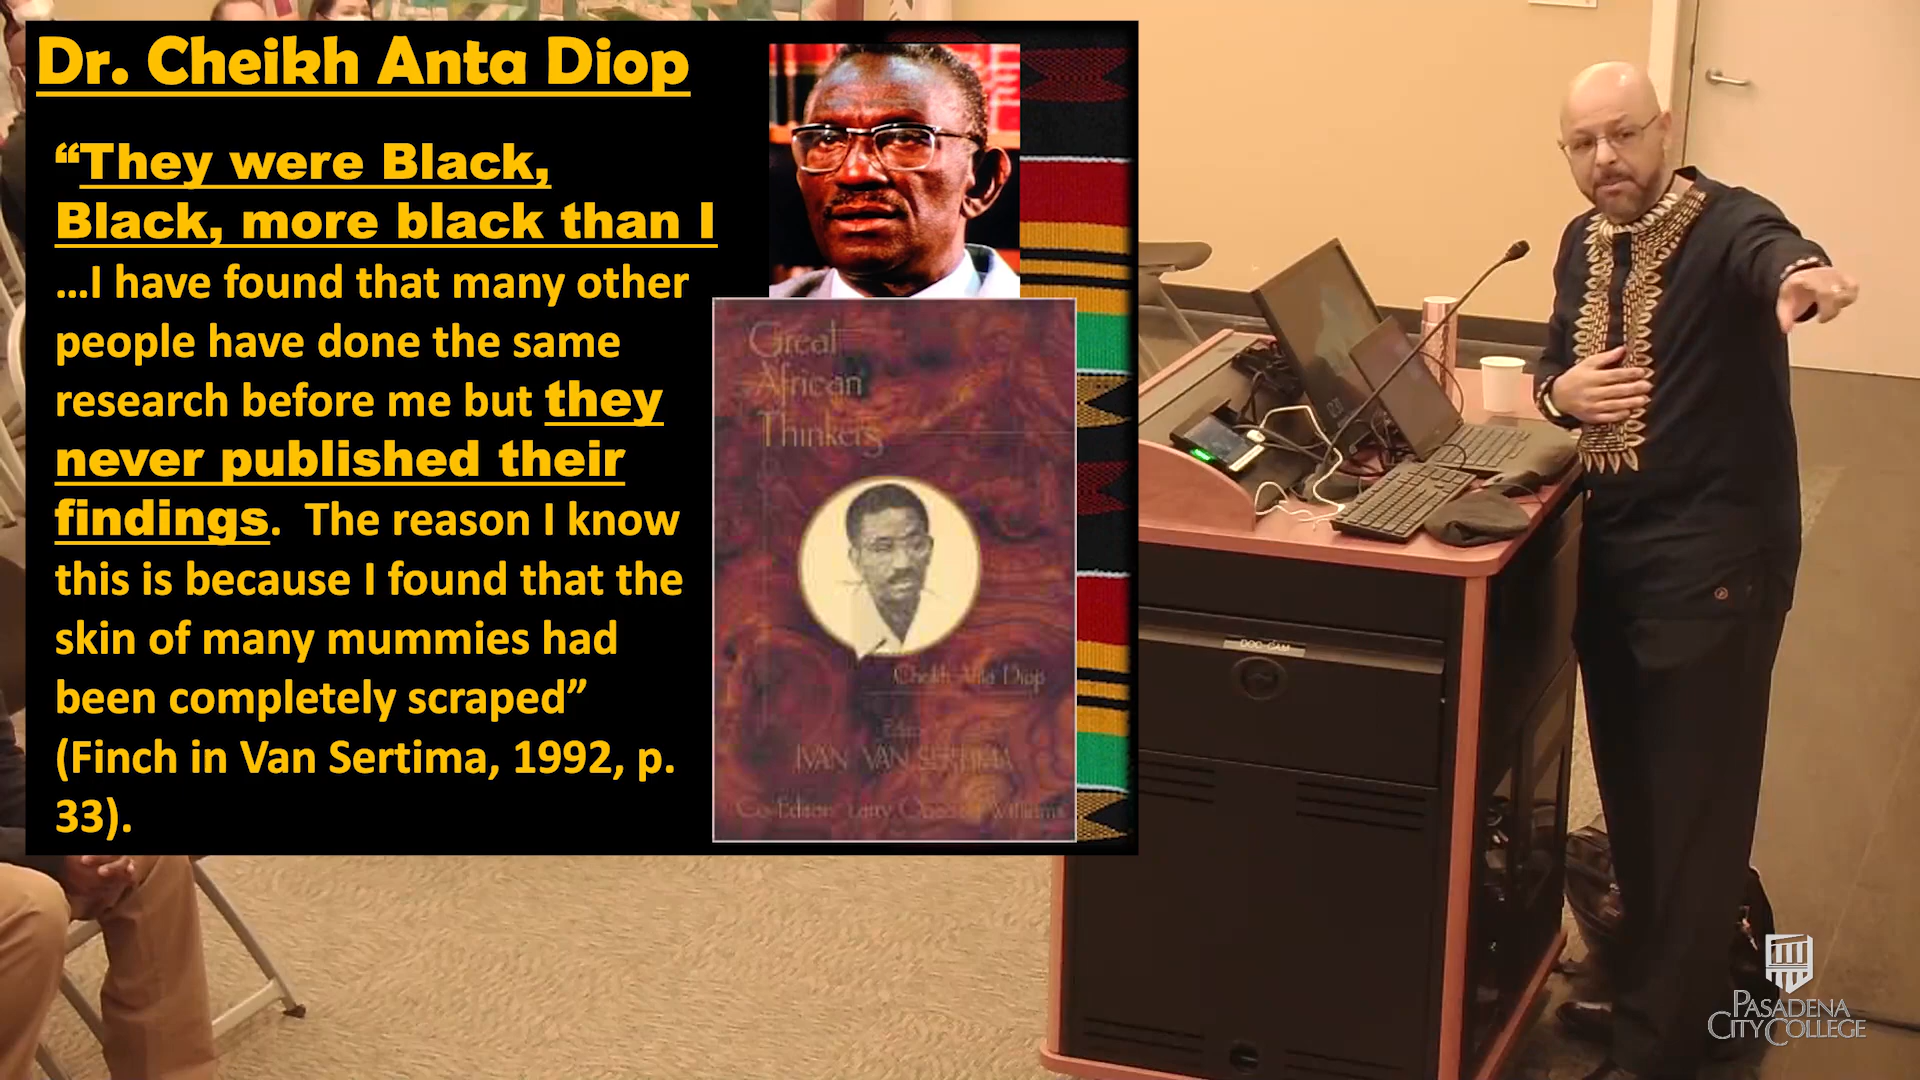 Dr. Cheikh Anta Diop
“They were Black,
Black, more black than I
...I have found that many other
people have done the same
research before me but they
never published their
findings. The reason I know
this is because I found that the
skin of many mummies had
been completely scraped”
(Finch in Van Sertima, 1992, p.
33).
Great
African
Thinkers
Cheikh Anta Diop
IVAN VAN SERTIMA
DOC CAM
PASADENA
CITY COLLEGE